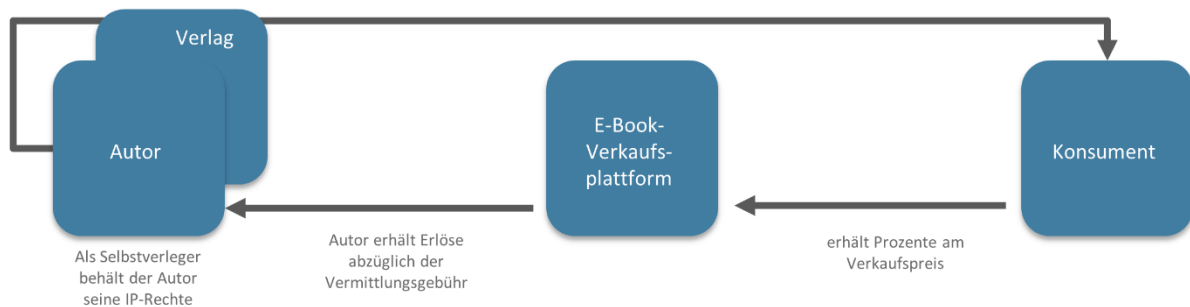 Verlag
Autor
Als Selbstverleger
behält der Autor
seine IP-Rechte
Autor erhält Erlöse
abzüglich der
Vermittlungsgebühr
E-Book-
Verkaufs-
plattform
erhält Prozente am
Verkaufspreis
Konsument